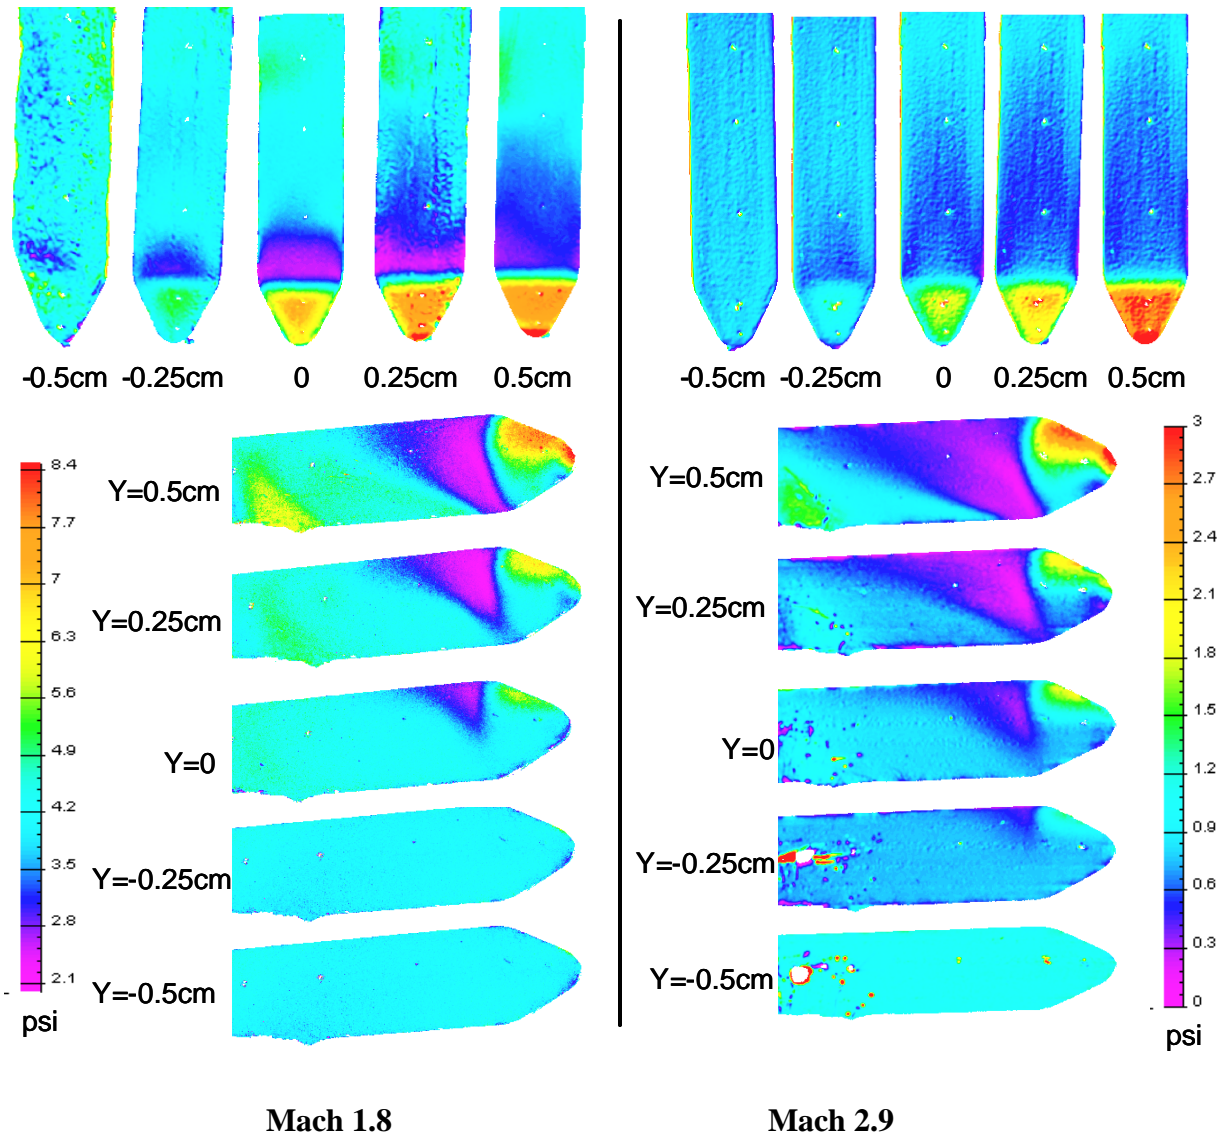 -0.5cm -0.25cm 0 0.25cm 0.5cm
-0.5cm -0.25cm 0 0.25cm 0.5cm
Y=0.5cm
Y=0.25cm
Y=0
Y=-0.25cm
Y=-0.5cm
8.4
7.7
7
6.3
5.6
4.9
4.2
3.5
2.8
2.1
psi
Y=0.5cm
Y=0.25cm
Y=0
Y=-0.25cm
Y=-0.5cm
3
2.7
2.4
2.1
1.8
1.5
1.2
0.9
0.6
0.3
0
psi
Mach 1.8
Mach 2.9